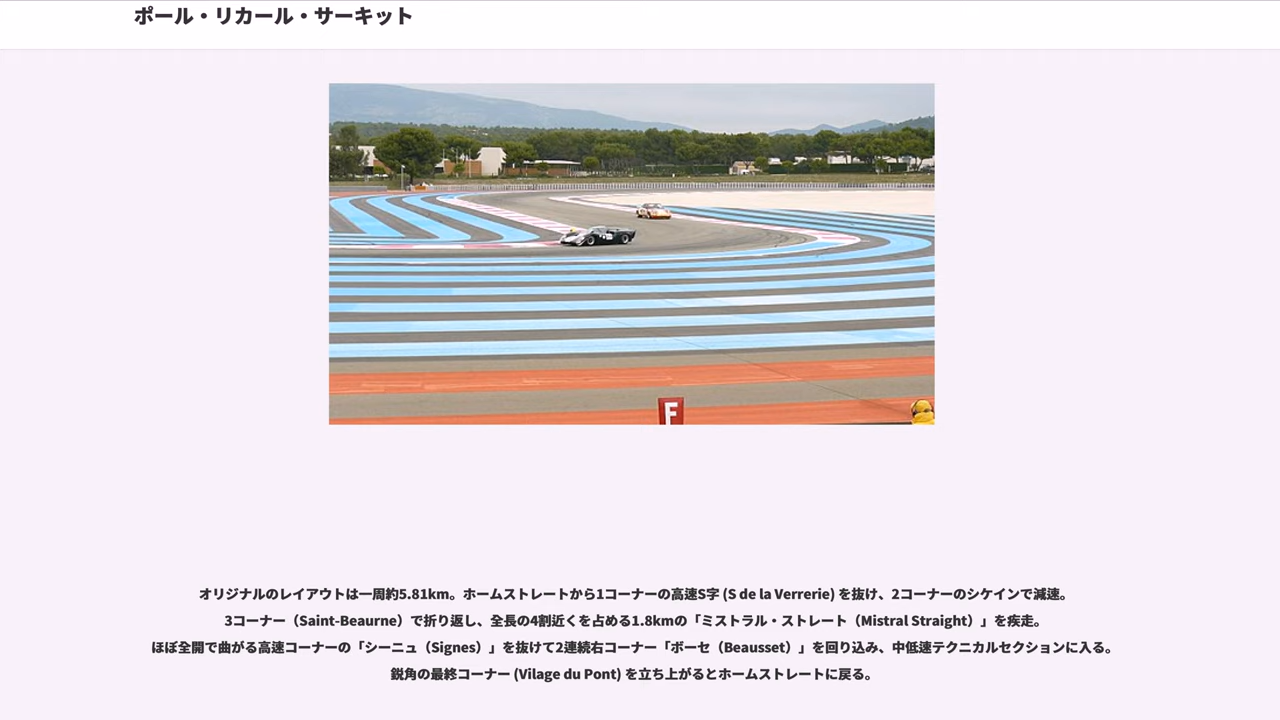 ポール・リカール・サーキット
F
オリジナルのレイアウトは一周約5.81km。ホームストレートから1コーナーの高速S字 (S de la Verrerie) を抜け、2コーナーのシケインで減速。
3コーナー（Saint-Beaurne）で折り返し、全長の4割近くを占める1.8kmの「ミストラル・ストレート（Mistral Straight）」を疾走。
ほぼ全開で曲がる高速コーナーの「シーニュ（Signes）」を抜けて2連続右コーナー「ボーセ（Beausset）」を回り込み、中低速テクニカルセクションに入る。
鋭角の最終コーナー (Vilage du Pont) を立ち上がるとホームストレートに戻る。